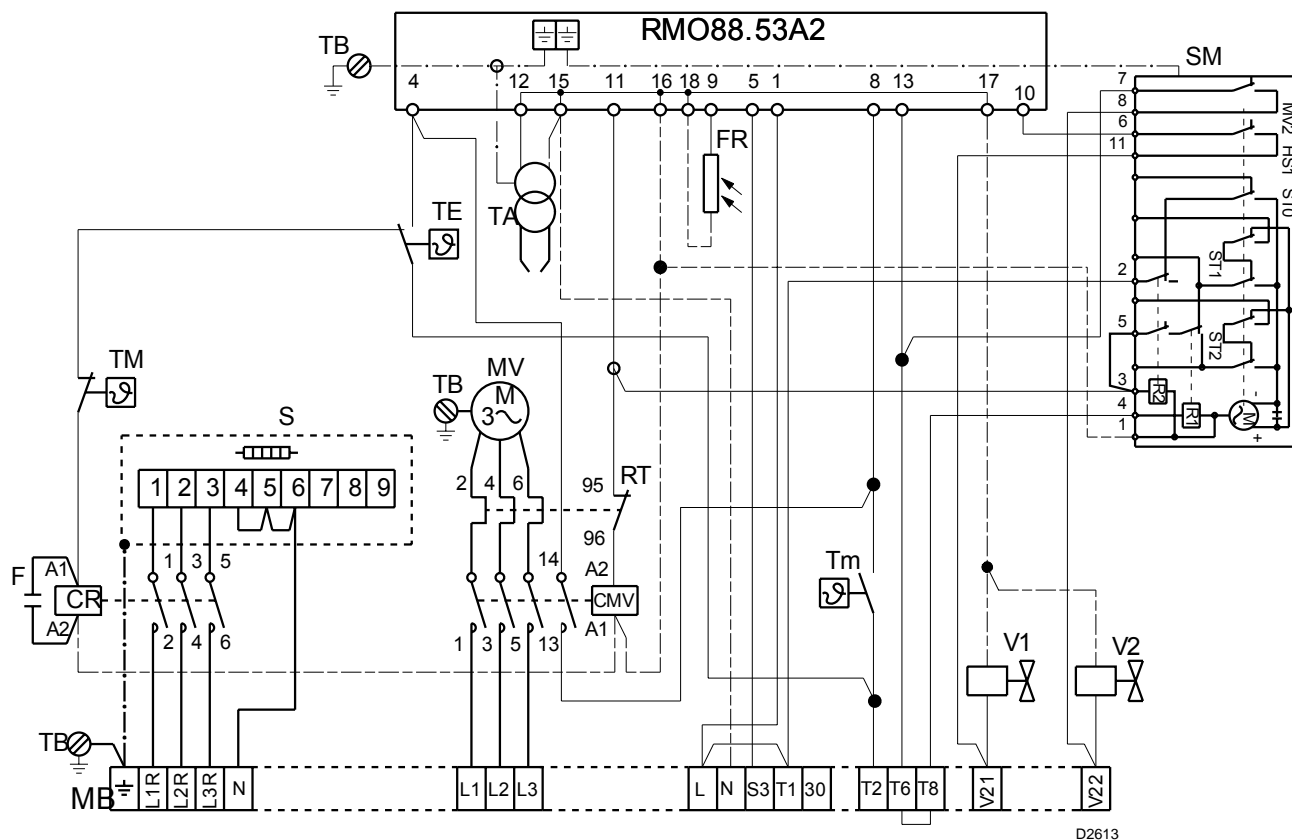 RMO88.53A2
TB
SM
4 12 15 11 16 18 9 5 1 8 13 17 10
7
8
6
11
2
5
3
4
1
MV2
HS1
ST0
ST1
ST2
R2
R1
M
-
+
FR
TA
TE
ϑ
TM
ϑ
TB
MV
M
3
S
1 2 3 4 5 6 7 8 9
2 4 6
95
RT
96
F
A1
CR
A2
1 3 5
2 4 6
14
A2
CMV
A1
1 3 5 13
Tm
ϑ
V1
V2
TB
MB
L1R L2R L3R N
L1 L2 L3
L N S3 T1 30
T2 T6 T8
V21
V22
D2613